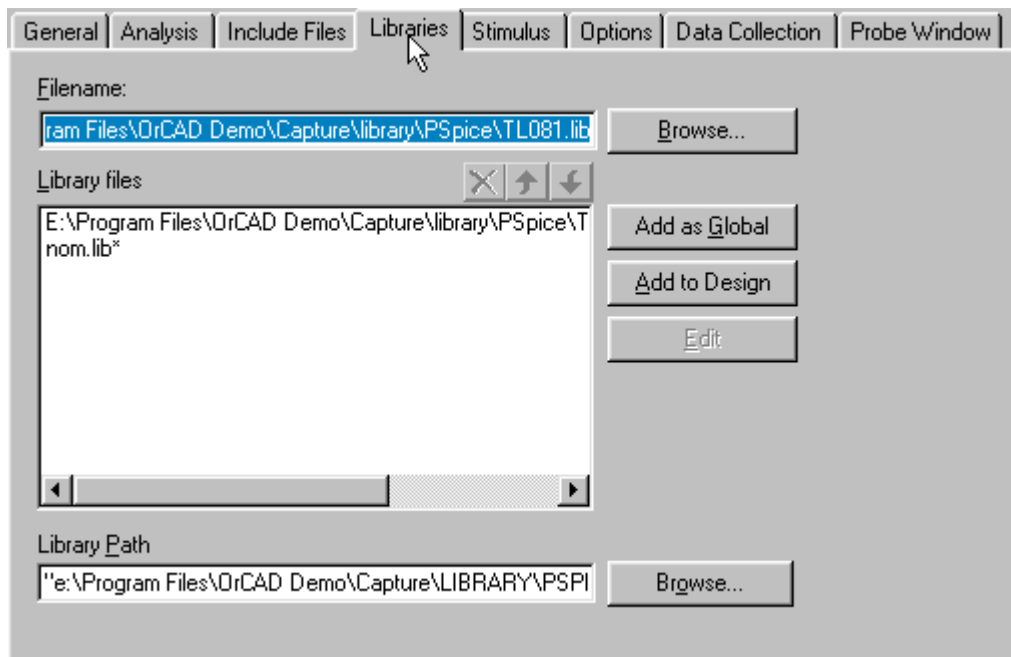 General Analysis Include Files Libraries Stimulus Options Data Collection Probe Window
Filename:
ram Files\OrCAD Demo\Capture\library\PSpice\TL081.lib Browse...
Library files
E:\Program Files\OrCAD Demo\Capture\library\PSpice\T
nom.lib*
Add as Global
Add to Design
Edit
Library Path
"e:\Program Files\OrCAD Demo\Capture\LIBRARY\PSPI Browse...